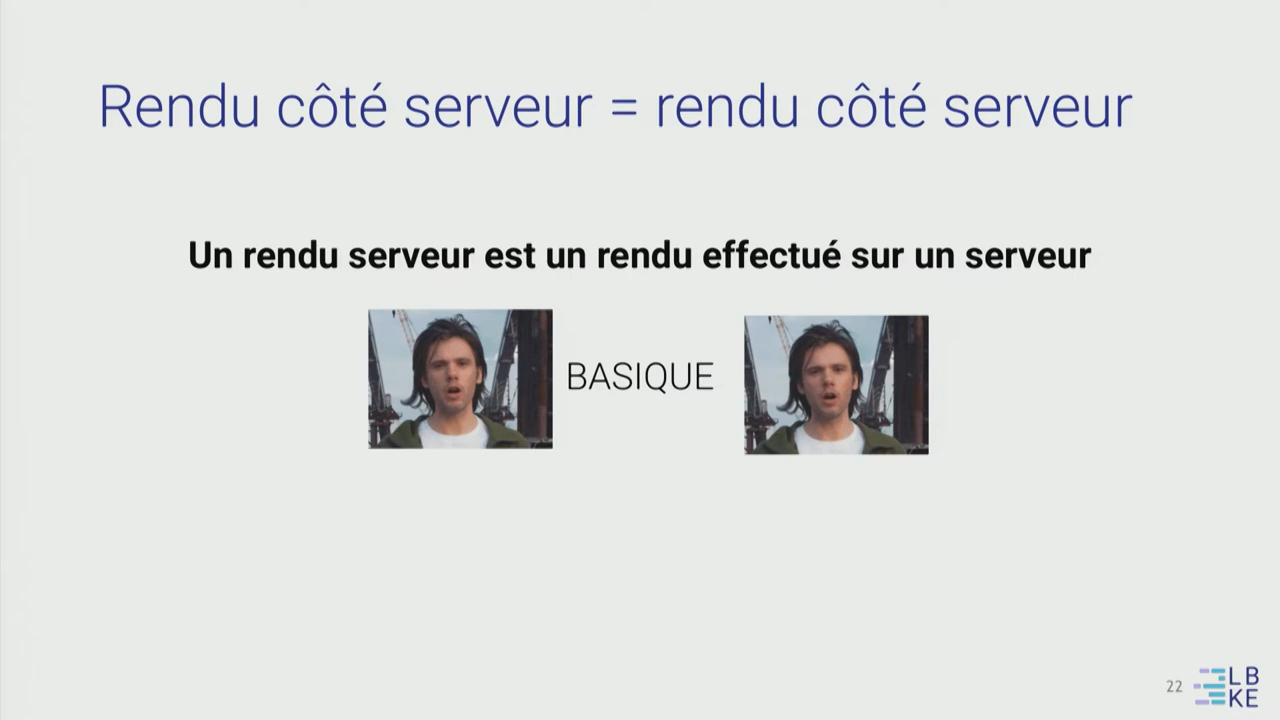 Rendu côté serveur = rendu côté serveur
Un rendu serveur est un rendu effectué sur un serveur
BASIQUE
22
LB
KE